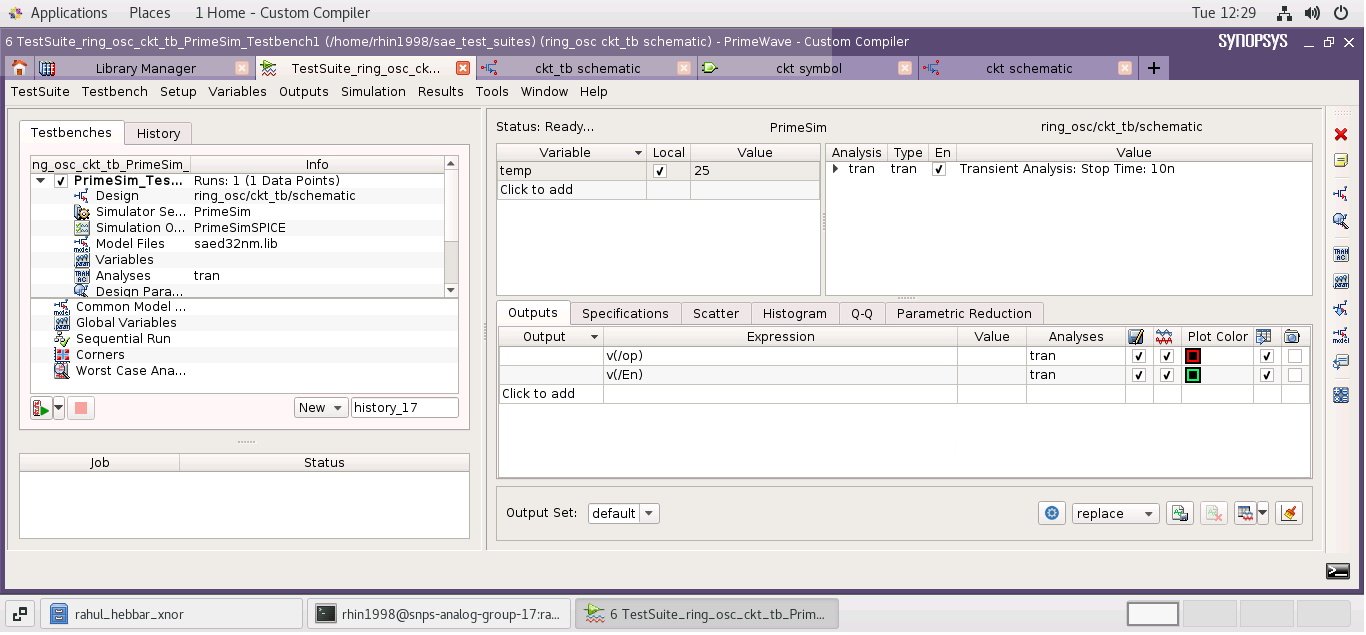 Applications Places 1 Home - Custom Compiler Tue 12:29
6 TestSuite_ring_osc_ckt_tb_PrimeSim_Testbench1 (/home/rhin1998/sae_test_suites) (ring_osc ckt_tb schematic) - PrimeWave - Custom Compiler SYNOPSYS
Library Manager TestSuite_ring_osc_ck... ckt_tb schematic ckt symbol ckt schematic +
TestSuite Testbench Setup Variables Outputs Simulation Results Tools Window Help
Testbenches History
Status: Ready... PrimeSim ring_osc/ckt_tb/schematic
ng_osc_ckt_tb_PrimeSim_ Info
PrimeSim_Tes... Runs: 1 (1 Data Points)
Design ring_osc/ckt_tb/schematic
Simulator Se... PrimeSim
Simulation O... PrimeSimSPICE
Model Files saed32nm.lib
Variables
Analyses tran
Design Para...
Common Model ...
Global Variables
Sequential Run
Corners
Worst Case Ana...
New history_17
Job Status
Variable Local Value
temp 25
Click to add
Analysis Type En Value
tran tran Transient Analysis: Stop Time: 10n
Outputs Specifications Scatter Histogram Q-Q Parametric Reduction
Output Expression Value Analyses Plot Color
v(/op) tran
v(/En) tran
Click to add
Output Set: default replace
rahul_hebbar_xnor rhin1998@snps-analog-group-17:ra... 6 TestSuite_ring_osc_ckt_tb_Prim...